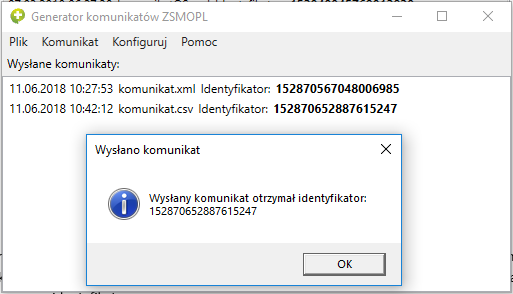 Generator komunikatów ZSMOPL
Plik Komunikat Konfiguruj Pomoc
Wysłane komunikaty:
11.06.2018 10:27:53 komunikat.xml Identyfikator: 152870567048006985
11.06.2018 10:42:12 komunikat.csv Identyfikator: 152870652887615247
Wysłano komunikat
Wysłany komunikat otrzymał identyfikator:
152870652887615247
OK